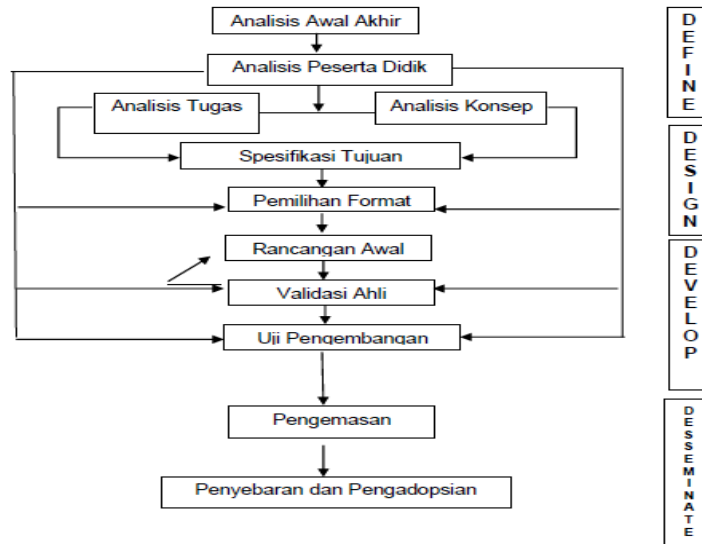 Analisis Awal Akhir
Analisis Peserta Didik
Analisis Tugas
Analisis Konsep
Spesifikasi Tujuan
Pemilihan Format
Rancangan Awal
Validasi Ahli
Uji Pengembangan
Pengemasan
Penyebaran dan Pengadopsian
DEFINE
DESIGN
DEVELOP
DESSEMINATE